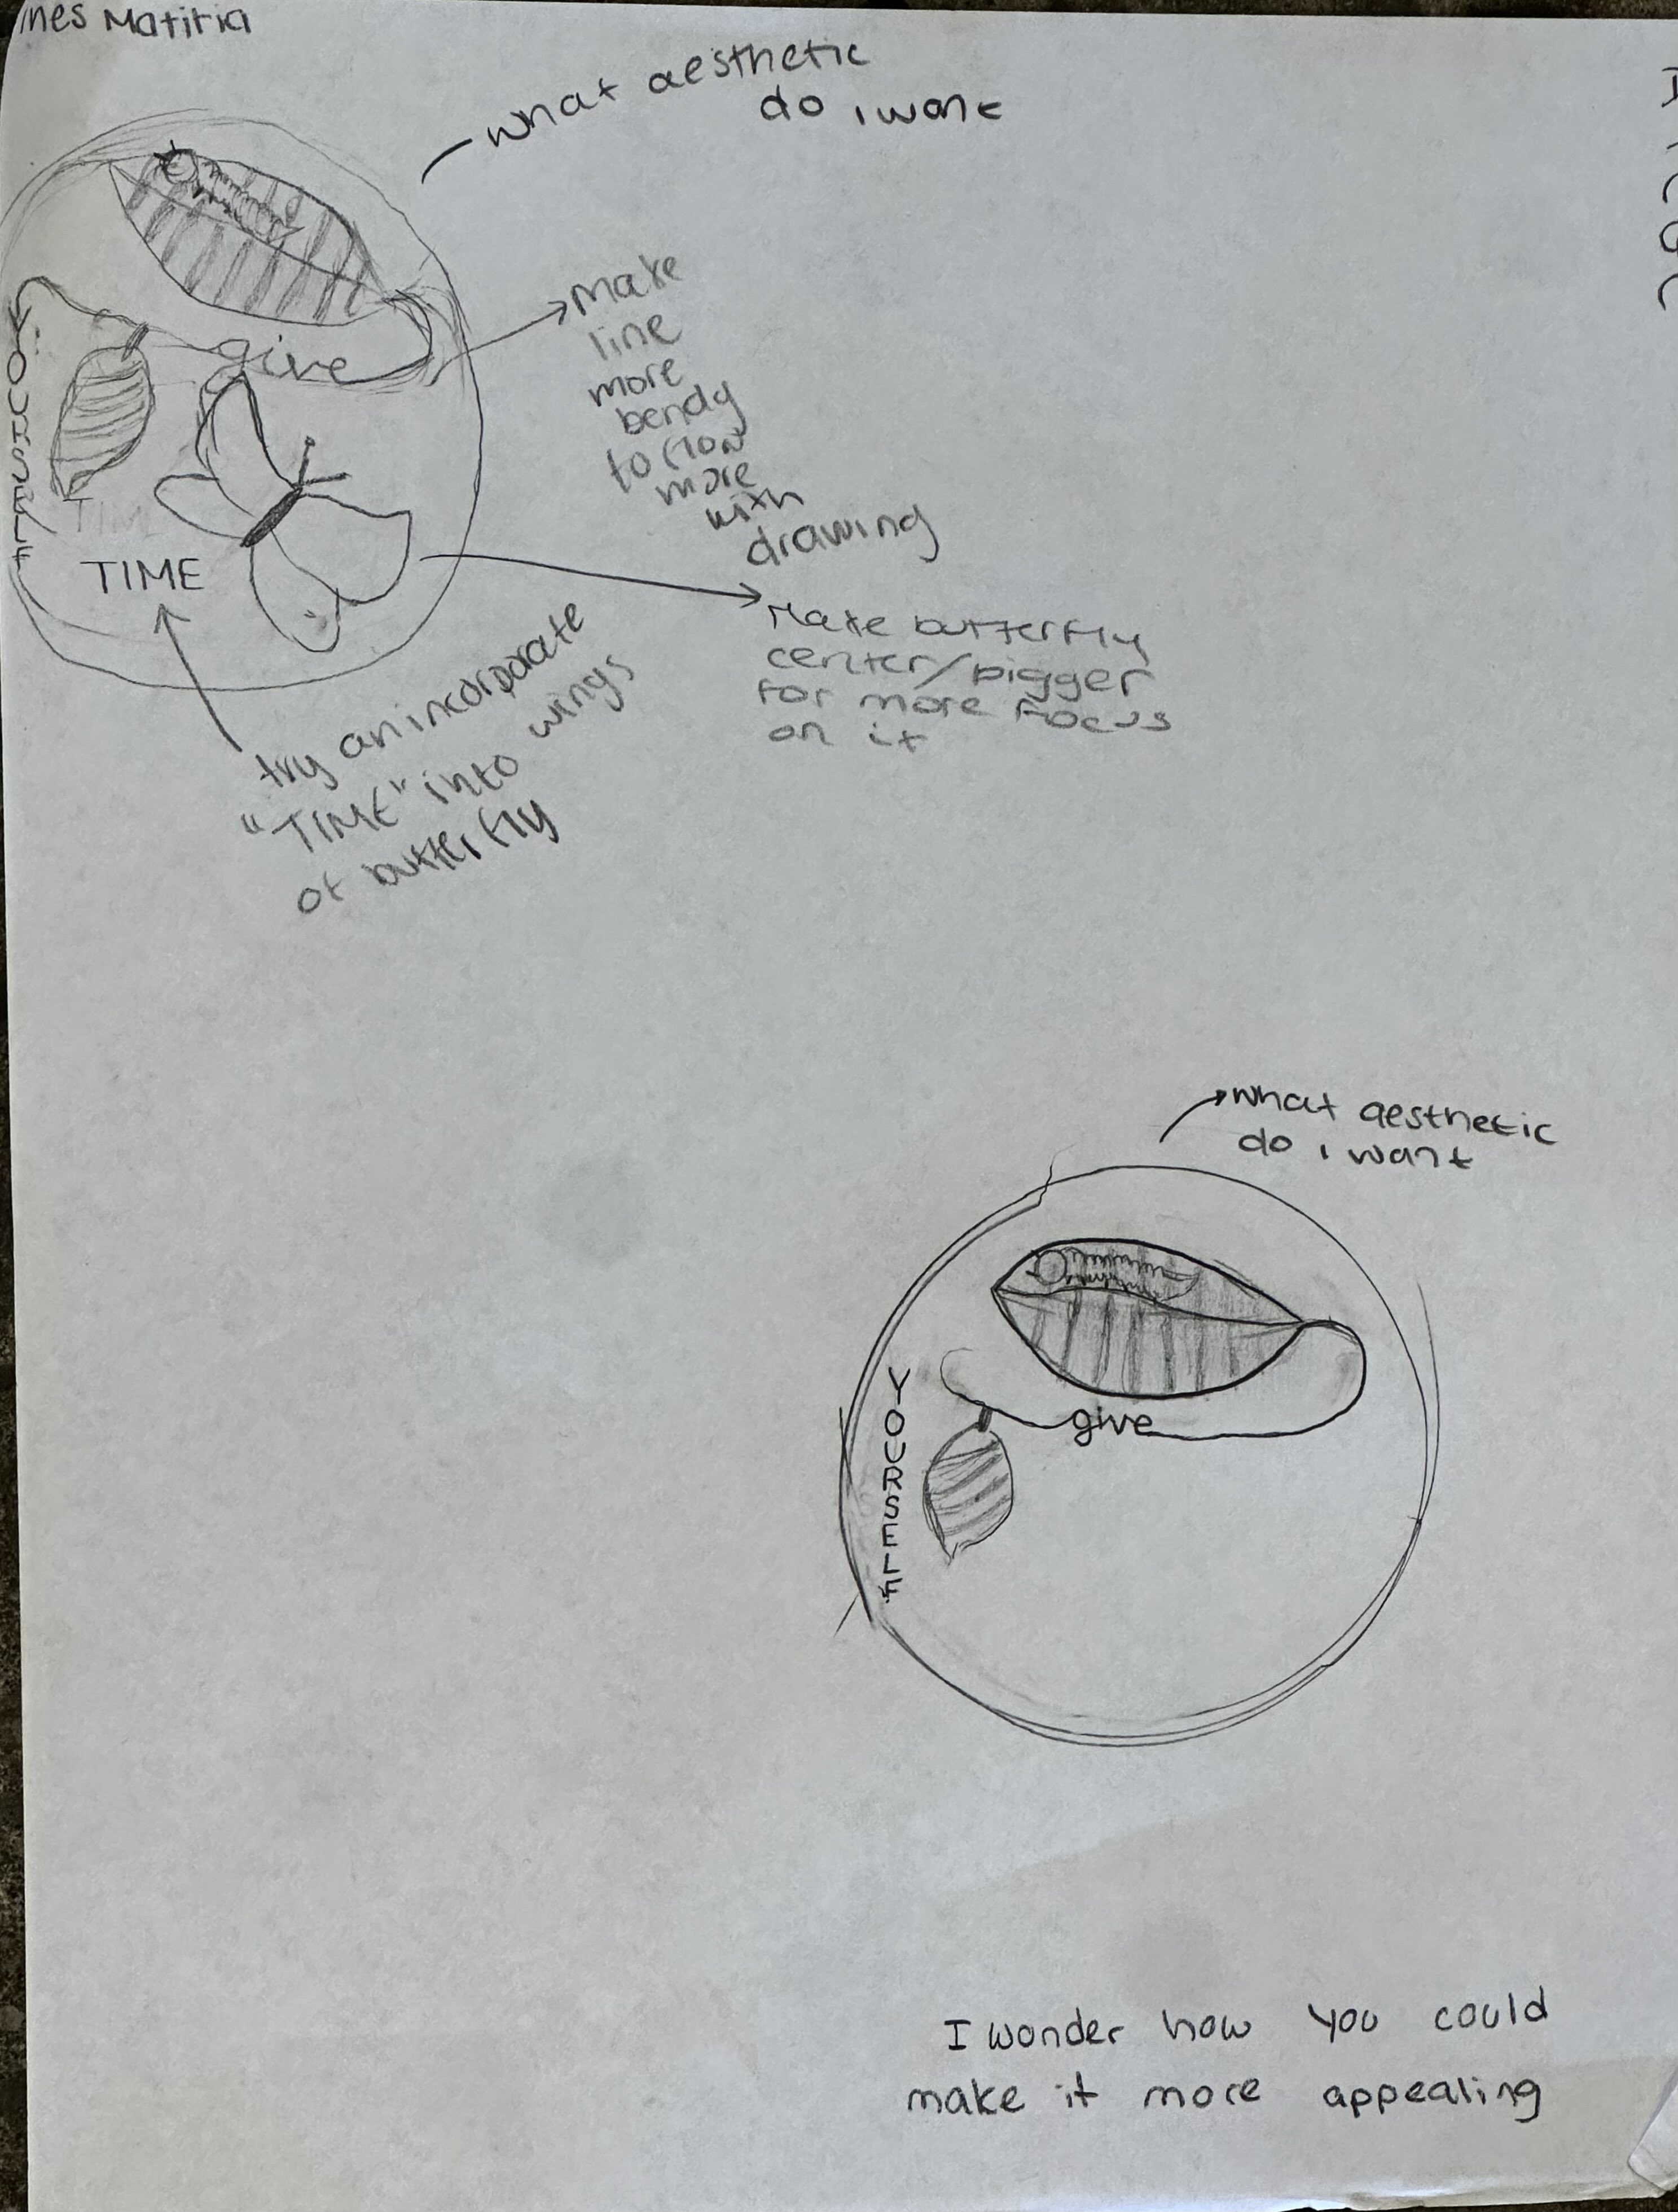 Ines Matiria
what aesthetic
do i want
Make
line
more
bendy
to flow
more
with
drawing
give
YOURSELF
TIME
TIME
Make butterfly
center/bigger
for more focus
on it
try an incorporate
"TIME" into wings
of butterfly
what aesthetic
do i want
YOURSELF
give
I wonder how you could
make it more appealing